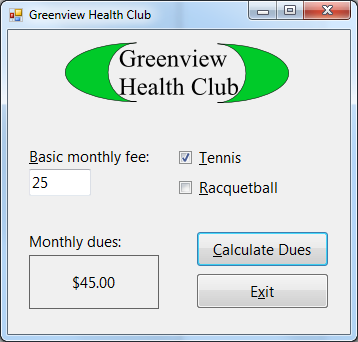 Greenview Health Club
Greenview
Health Club
Basic monthly fee:
25
Tennis
Racquetball
Monthly dues:
$45.00
Calculate Dues
Exit